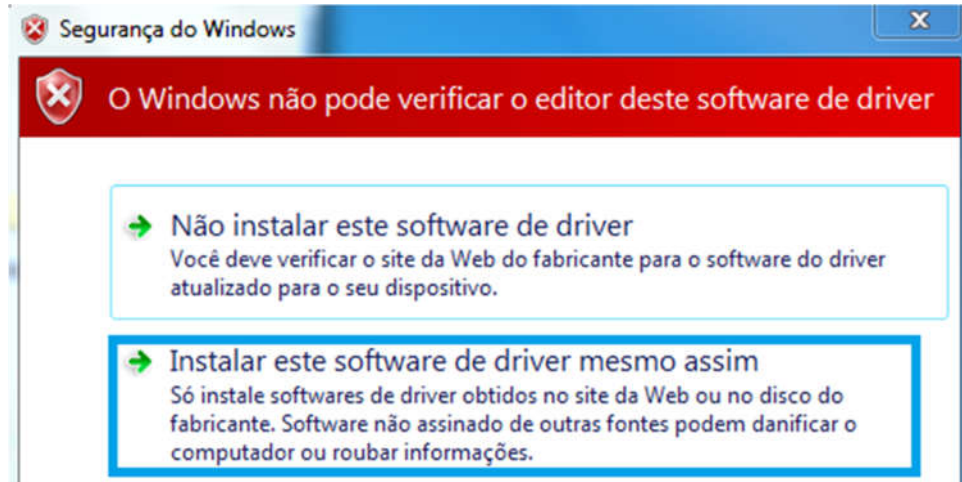 Segurança do Windows
O Windows não pode verificar o editor deste software de driver
Não instalar este software de driver
Você deve verificar o site da Web do fabricante para o software do driver
atualizado para o seu dispositivo.
Instalar este software de driver mesmo assim
Só instale softwares de driver obtidos no site da Web ou no disco do
fabricante. Software não assinado de outras fontes podem danificar o
computador ou roubar informações.